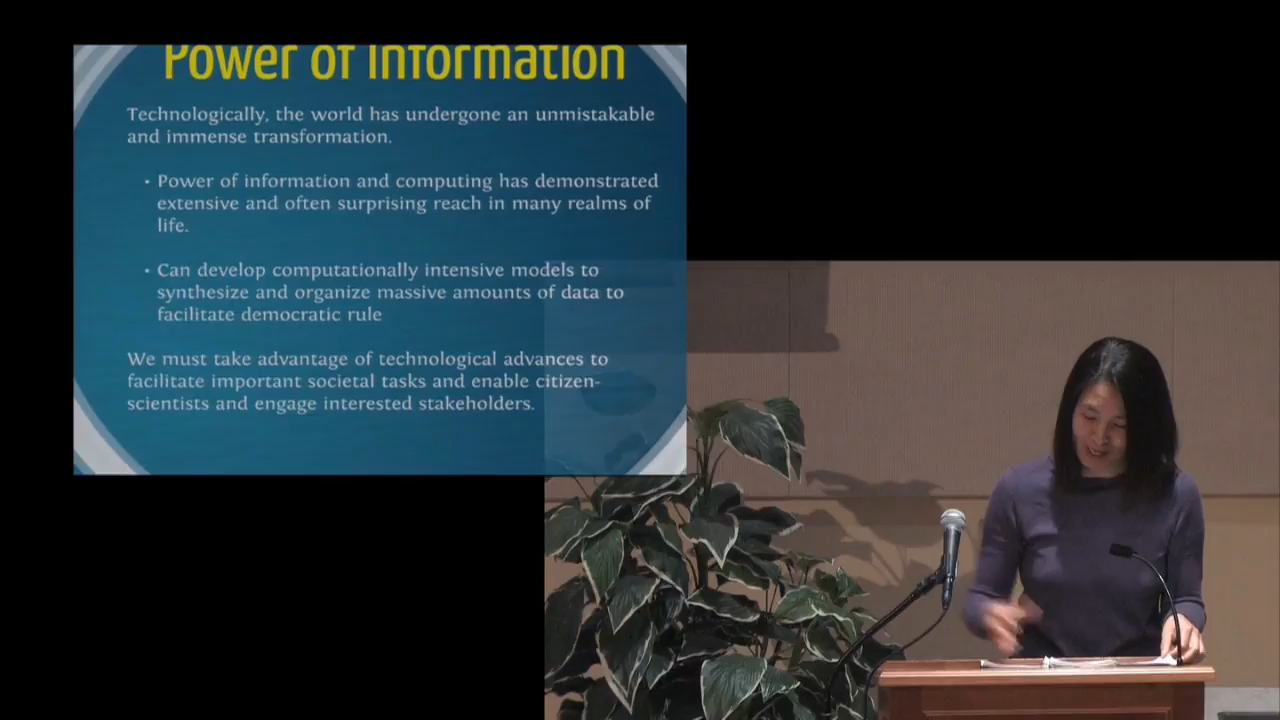 Power of Information
Technologically, the world has undergone an unmistakable
and immense transformation.
• Power of information and computing has demonstrated
extensive and often surprising reach in many realms of
life.
• Can develop computationally intensive models to
synthesize and organize massive amounts of data to
facilitate democratic rule
We must take advantage of technological advances to
facilitate important societal tasks and enable citizen-
scientists and engage interested stakeholders.